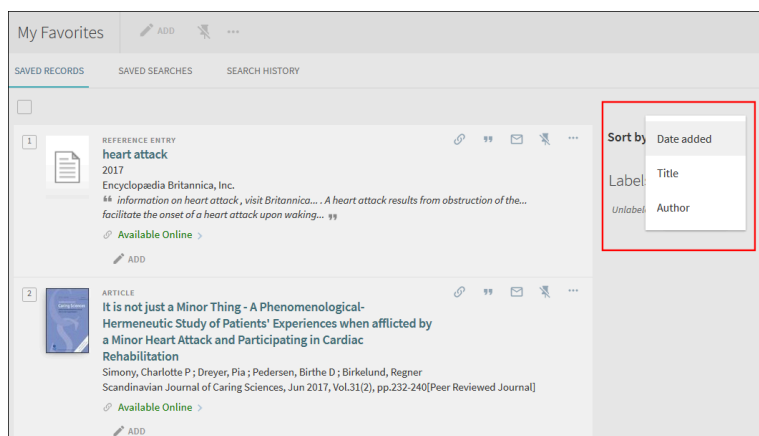 My Favorites
ADD
SAVED RECORDS
SAVED SEARCHES
SEARCH HISTORY
1
REFERENCE ENTRY
heart attack
2017
Encyclopædia Britannica, Inc.
information on heart attack , visit Britannica... . A heart attack results from obstruction of the...
facilitate the onset of a heart attack upon waking...
Available Online
ADD
2
ARTICLE
It is not just a Minor Thing - A Phenomenological-
Hermeneutic Study of Patients' Experiences when afflicted by
a Minor Heart Attack and Participating in Cardiac
Rehabilitation
Simony, Charlotte P ; Dreyer, Pia ; Pedersen, Birthe D ; Birkelund, Regner
Scandinavian Journal of Caring Sciences, Jun 2017, Vol.31(2), pp.232-240[Peer Reviewed Journal]
Available Online
ADD
Sort by
Date added
Title
Author
Label
Unlabel